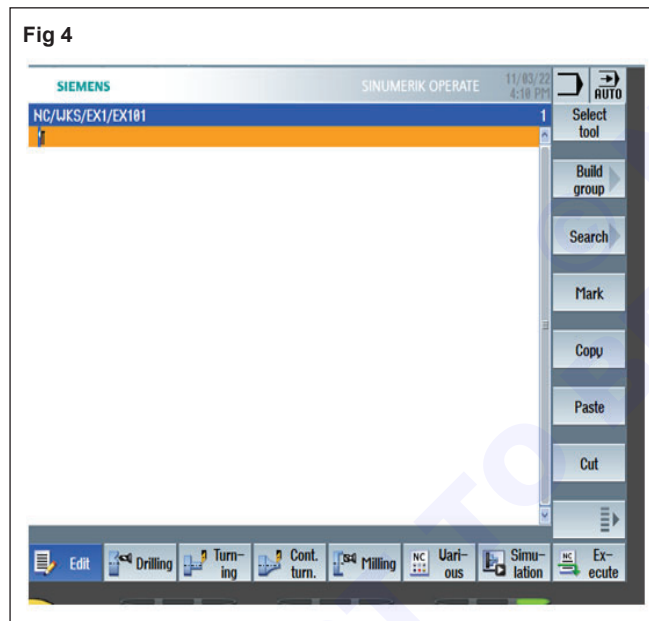 Fig 4
SIEMENS
SINUMERIK OPERATE
11/03/22
4:10 PM
AUTO
NC/WKS/EX1/EX101
1
Select
tool
Build
group
Search
Mark
Copy
Paste
Cut
Edit
Drilling
Turn-
ing
Cont.
turn.
Milling
NC
Vari-
ous
Simu-
lation
NC
Ex-
ecute